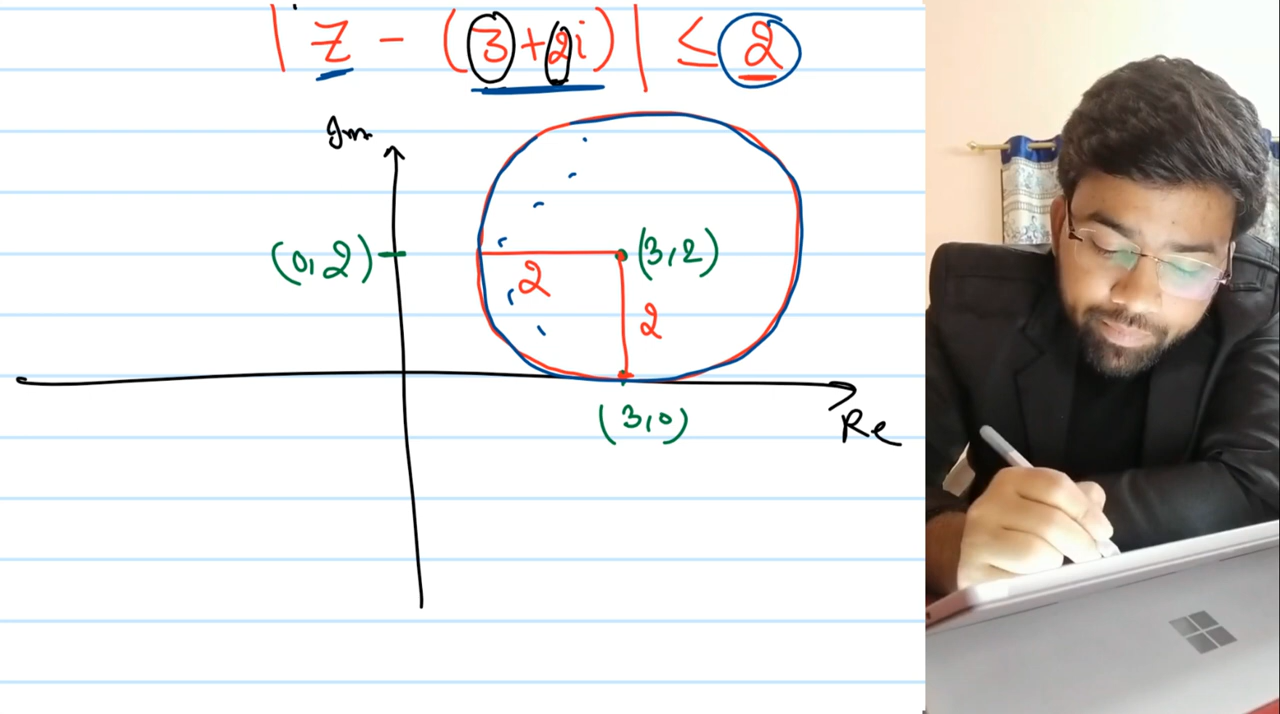 | Z - (3+2i) | ≤ 2
Im
(0,2)
(3,2)
2
2
(3,0)
Re